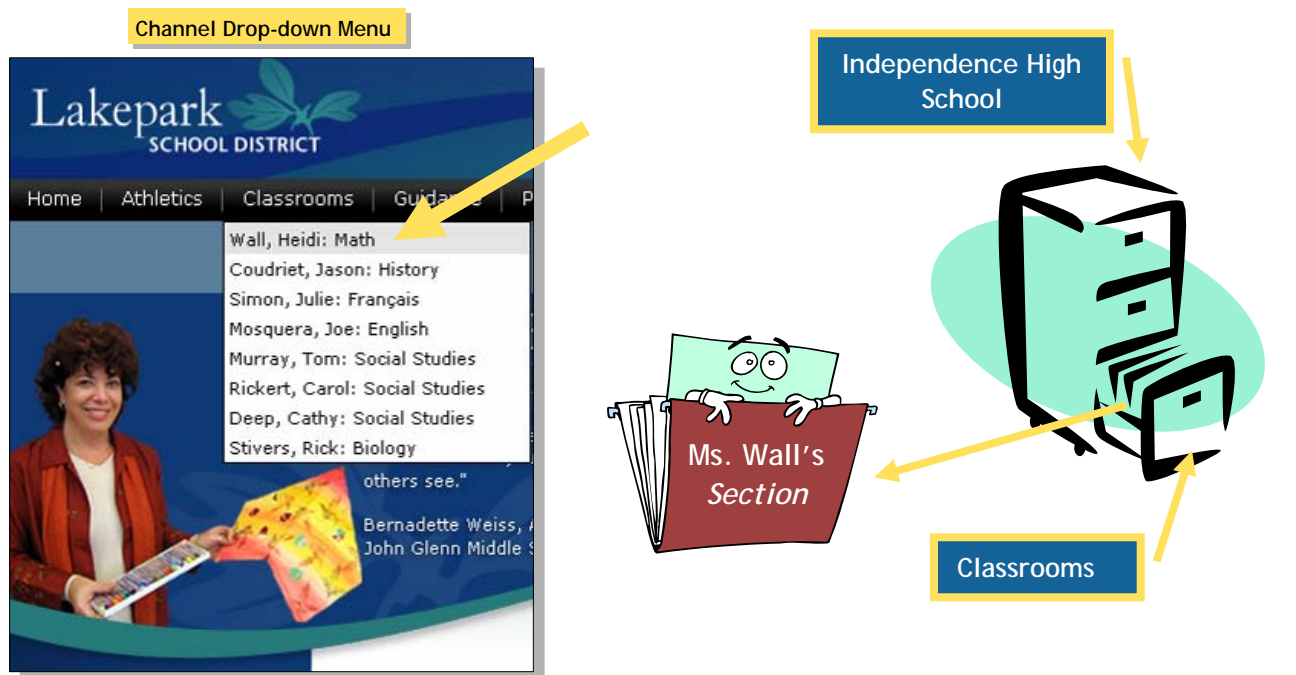 Channel Drop-down Menu
Lakepark
SCHOOL DISTRICT
Home | Athletics | Classrooms | Guidance | P
Wall, Heidi: Math
Coudriet, Jason: History
Simon, Julie: Français
Mosquera, Joe: English
Murray, Tom: Social Studies
Rickert, Carol: Social Studies
Deep, Cathy: Social Studies
Stivers, Rick: Biology
others see."
Bernadette Weiss,
John Glenn Middle
Independence High
School
Ms. Wall's
Section
Classrooms